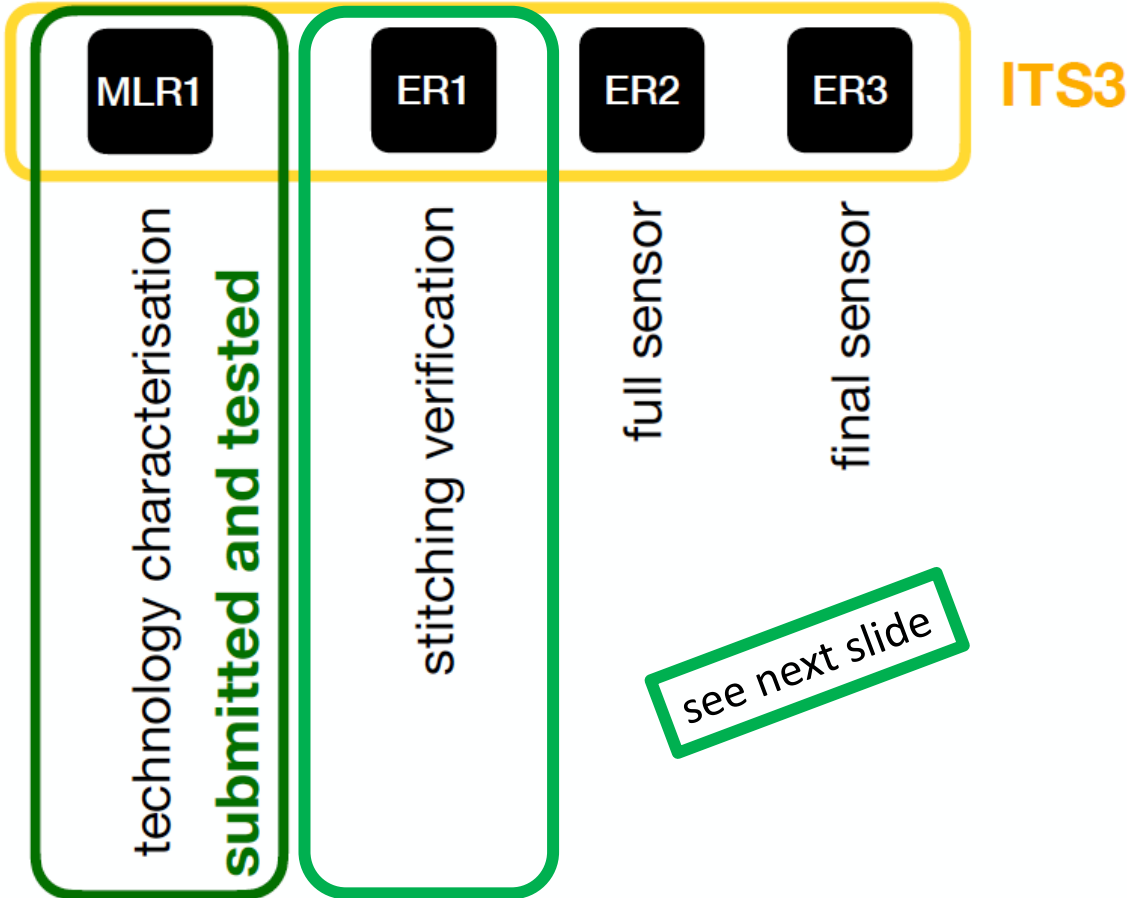 MLR1
ER1
ER2
ER3
ITS3
technology characterisation
submitted and tested
stitching verification
full sensor
final sensor
see next slide